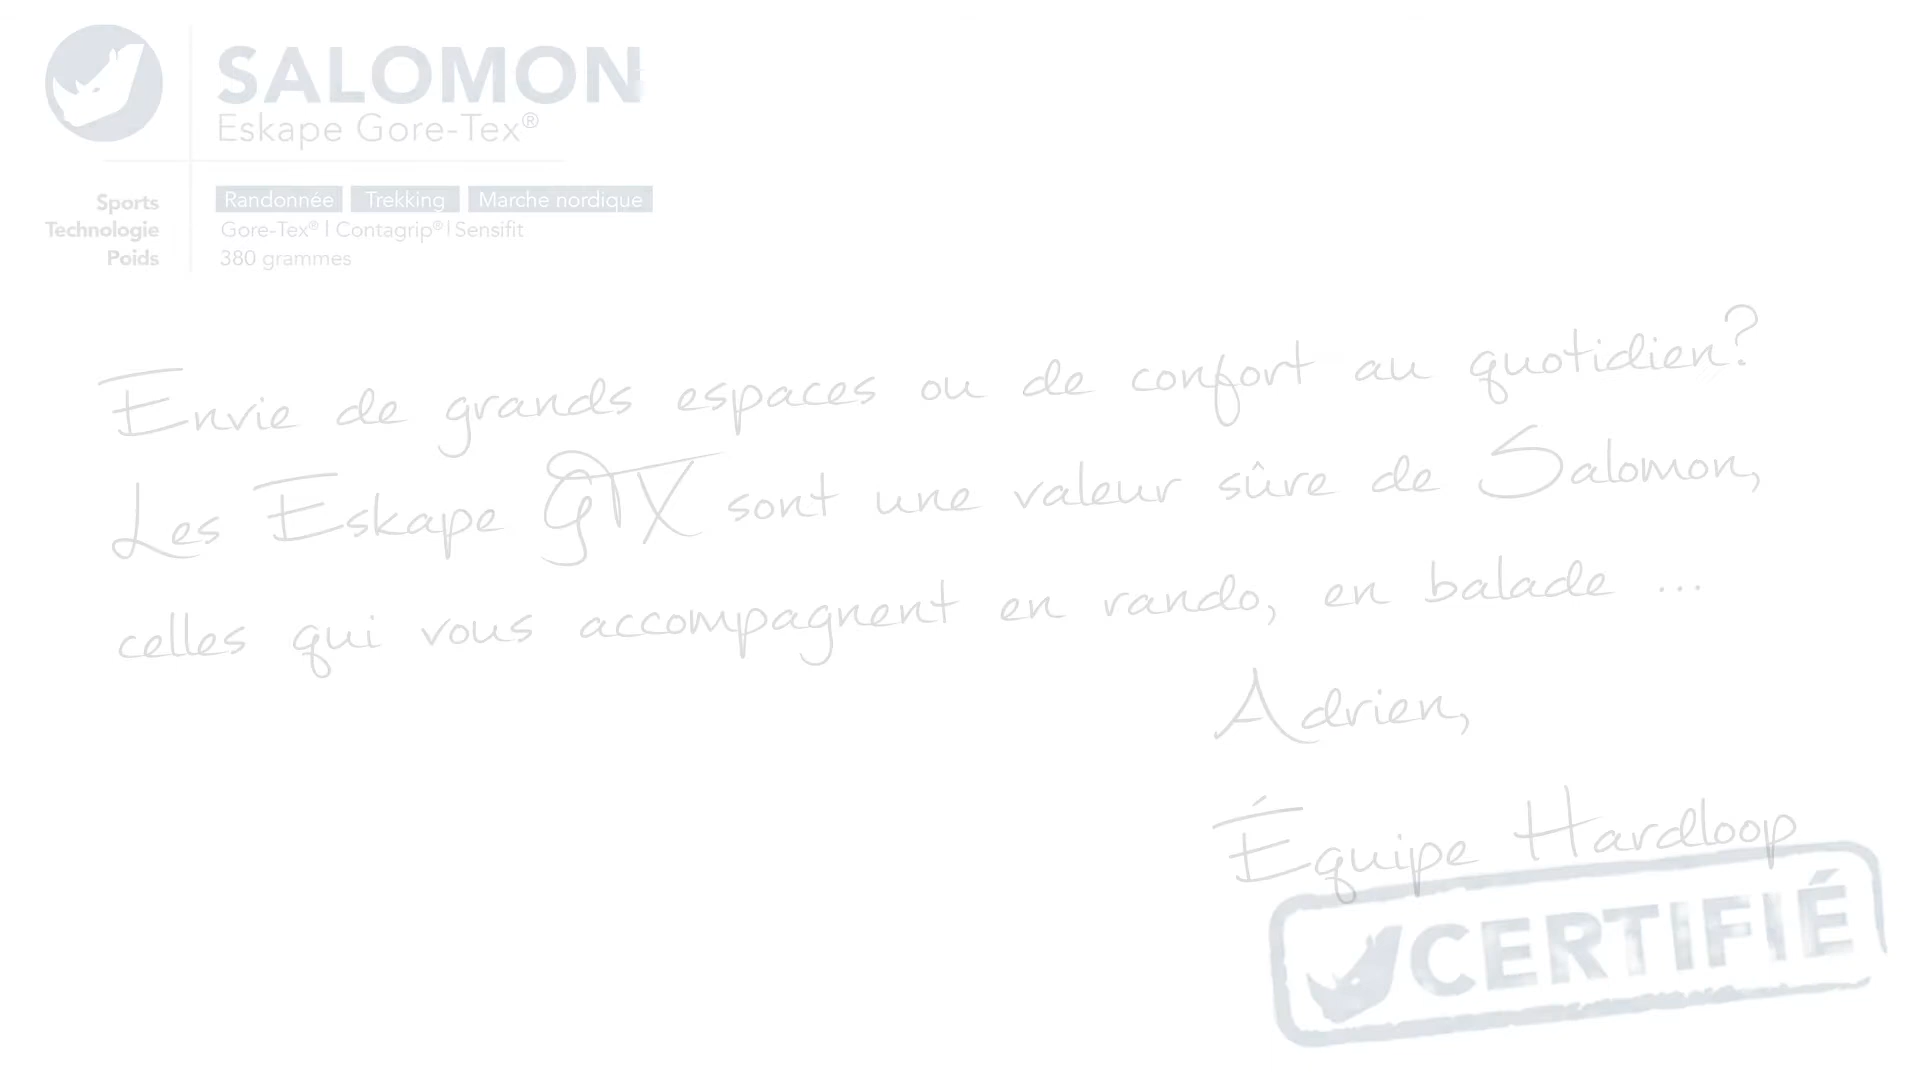 SALOMON
Eskape Gore-Tex®
Sports Randonnée Trekking Marche nordique
Technologie Gore-Tex® | Contagrip® | Sensifit
Poids 380 grammes
Envie de grands espaces ou de confort au quotidien?
Les Eskape GTX sont une valeur sûre de Salomon,
celles qui vous accompagnent en rando, en balade ...
Adrien,
Équipe Hardloop
CERTIFIÉ